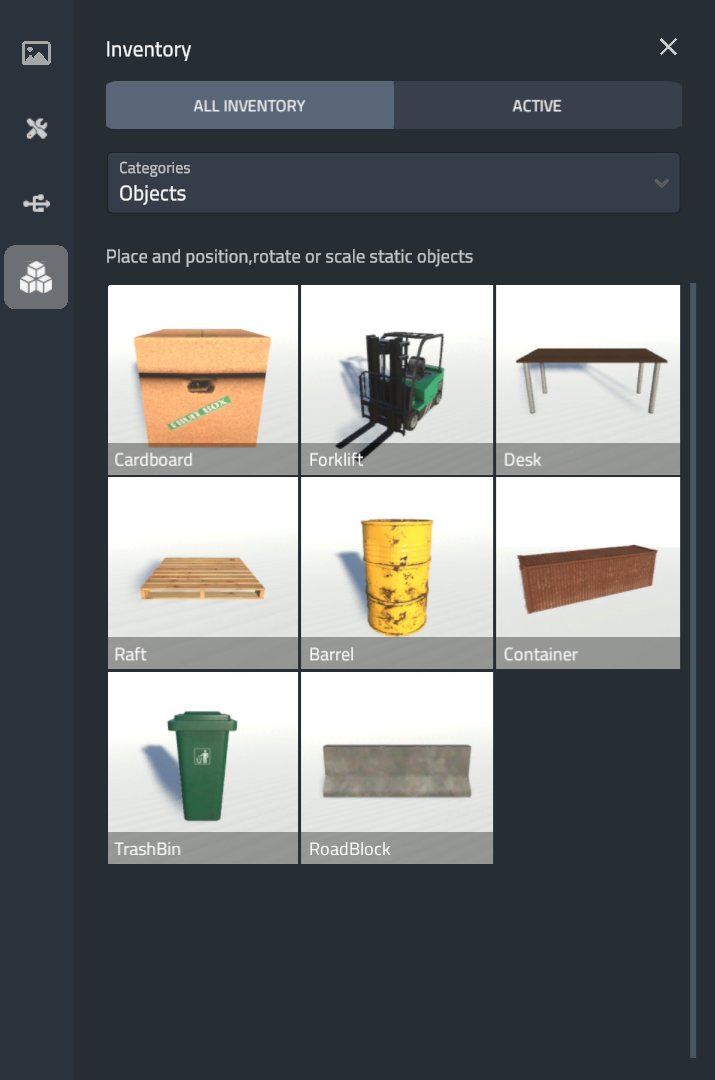 Inventory
ALL INVENTORY
ACTIVE
Categories
Objects
Place and position,rotate or scale static objects
Cardboard
Forklift
Desk
Raft
Barrel
Container
TrashBin
RoadBlock